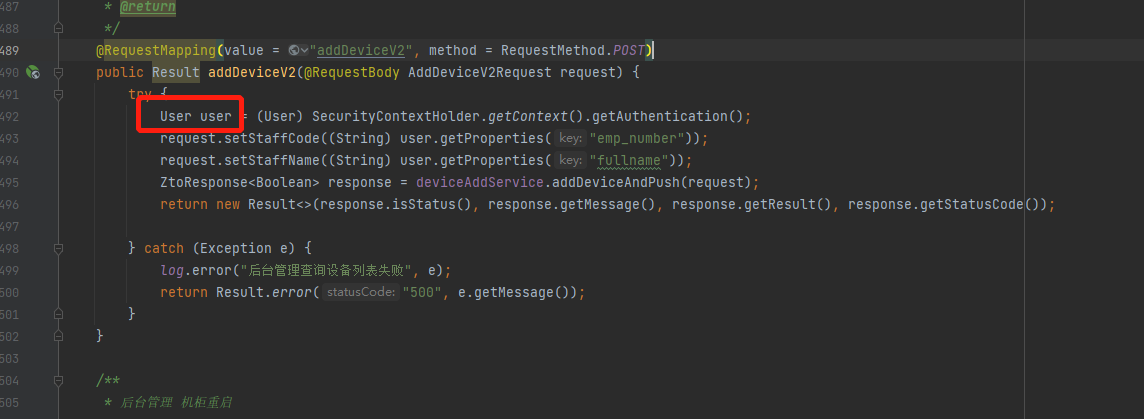 487 * @return
488 */
489 @RequestMapping(value = "addDeviceV2", method = RequestMethod.POST)
490 public Result addDeviceV2(@RequestBody AddDeviceV2Request request) {
491 try {
492 User user = (User) SecurityContextHolder.getContext().getAuthentication();
493 request.setStaffCode((String) user.getProperties( key: "emp_number"));
494 request.setStaffName((String) user.getProperties( key: "fullname"));
495 ZtoResponse<Boolean> response = deviceAddService.addDeviceAndPush(request);
496 return new Result<>(response.isStatus(), response.getMessage(), response.getResult(), response.getStatusCode());
497
498 } catch (Exception e) {
499 log.error("后台管理查询设备列表失败", e);
500 return Result.error( statusCode: "500", e.getMessage());
501 }
502 }
503
504 /**
505 * 后台管理 机柜重启